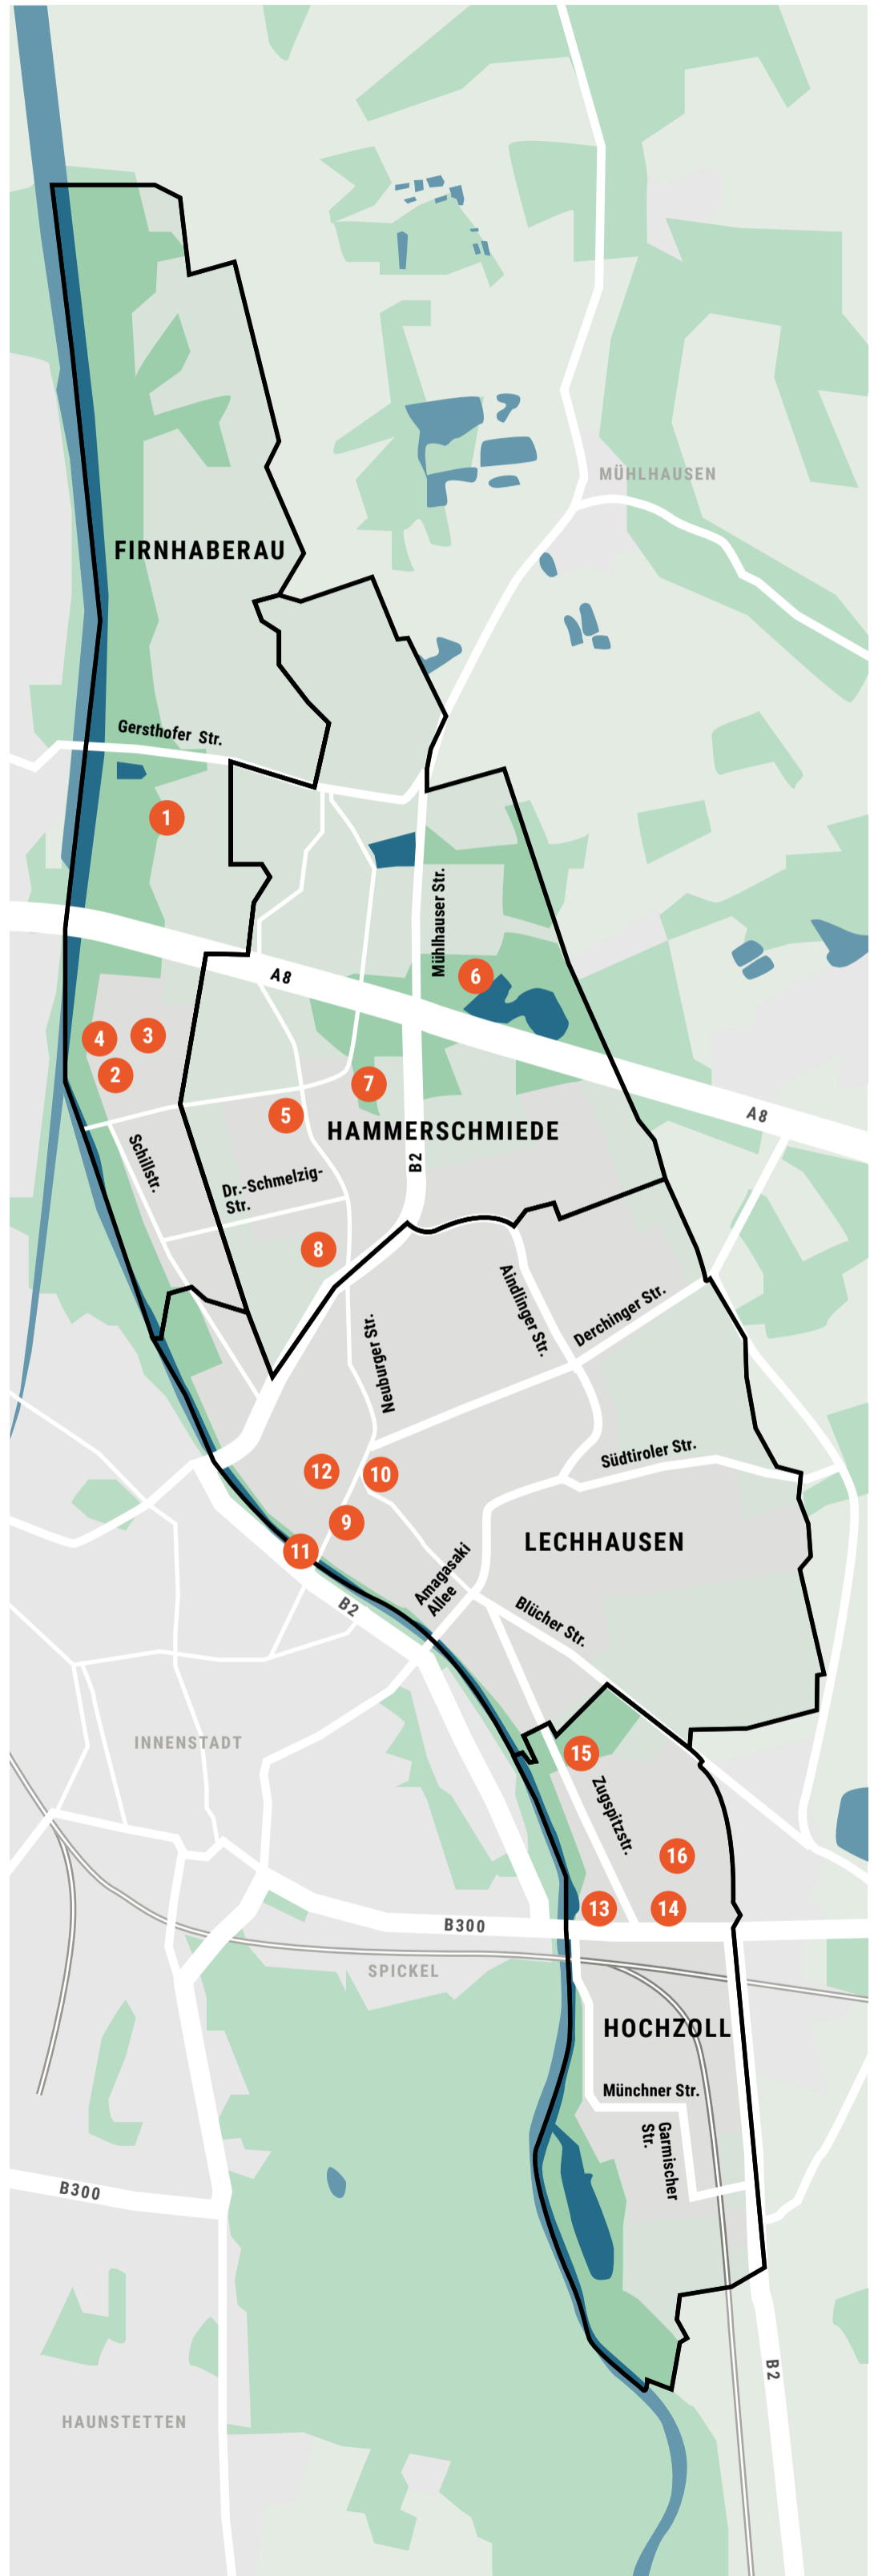 MÜHLHAUSEN
FIRNHABERAU
Gersthofer Str.
1
Mühlhauser Str.
A8
6
4
3
2
7
5
A8
HAMMERSCHMIEDE
B2
Schillstr.
Dr.-Schmelzig-
Str.
8
Aindlinger Str.
Derchinger Str.
Neuburger Str.
Südtiroler Str.
12
10
9
11
LECHHAUSEN
Amagasaki
Allee
B2
Blücher Str.
INNENSTADT
15
Zugspitzstr.
16
13
14
B300
SPICKEL
HOCHZOLL
Münchner Str.
Garmischer
Str.
B300
B2
HAUNSTETTEN